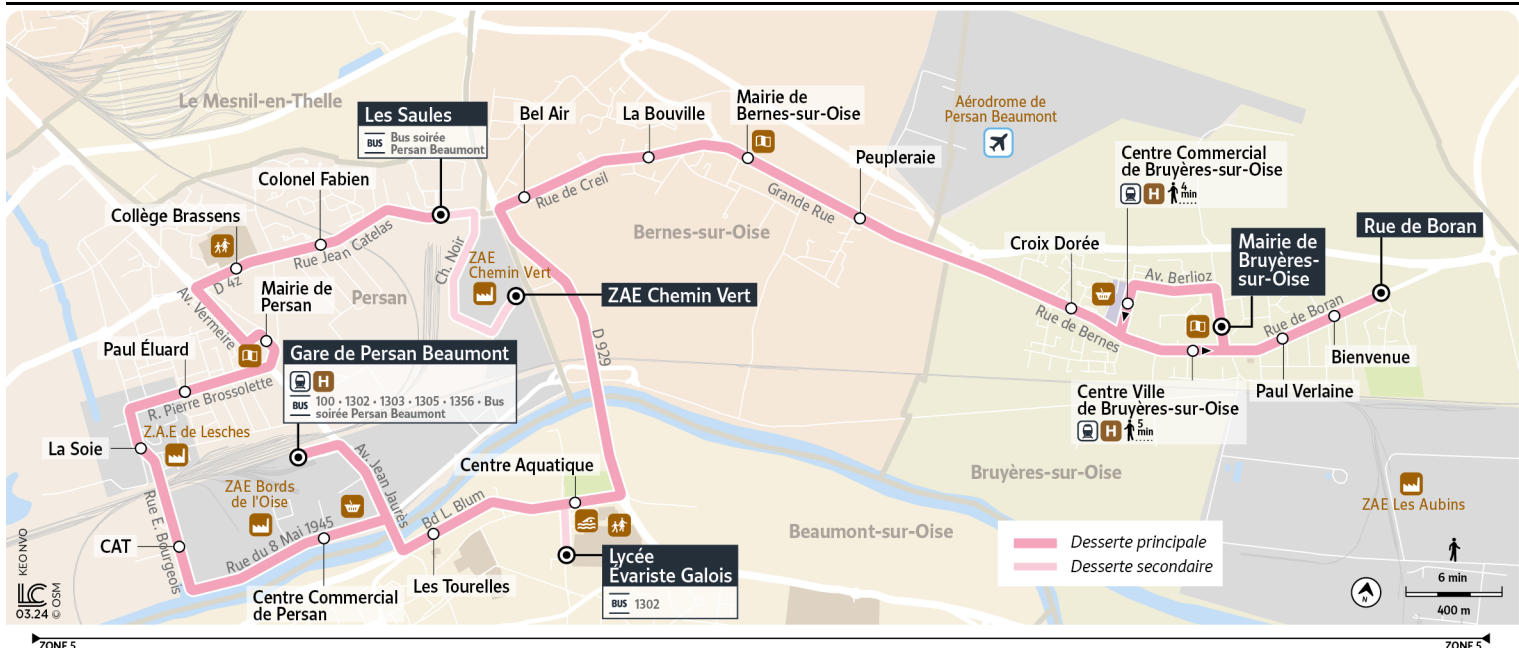 Le Mesnil-en-Thelle
Les Saules
BUS
Bus soirée
Persan Beaumont
Bel Air
La Bouville
Mairie de
Bernes-sur-Oise
Aérodrome de
Persan Beaumont
Peupleraie
Centre Commercial
de Bruyères-sur-Oise
H
4
min
Colonel Fabien
Collège Brassens
Rue Jean Catelas
D 4z
Rue de Creil
Grande Rue
Bernes-sur-Oise
Croix Dorée
Mairie de
Bruyères-
sur-Oise
Rue de Boran
Ch. Noir
ZAE
Chemin Vert
ZAE Chemin Vert
Av. Berlioz
Mairie de
Persan
Persan
Av. Vermeire
Rue de Bernes
Rue de Boran
Bienvenue
Paul Verlaine
Paul Éluard
D 929
Gare de Persan Beaumont
H
BUS
100 • 1302 • 1303 • 1305 • 1356 • Bus
soirée Persan Beaumont
R. Pierre Brossolette
Centre Ville
de Bruyères-sur-Oise
H
5
min
Z.A.E de Lesches
La Soie
Av. Jean Jaurès
Centre Aquatique
Bruyères-sur-Oise
ZAE Bords
de l'Oise
Rue E. Bourgeois
Rue du 8 Mai 1945
Bd L. Blum
ZAE Les Aubins
Beaumont-sur-Oise
CAT
Centre Commercial
de Persan
Les Tourelles
Lycée
Évariste Galois
BUS
1302
Desserte principale
Desserte secondaire
N
6 min
400 m
KEO NVO
LC
03.24 © OSM
ZONE 5
ZONE 5